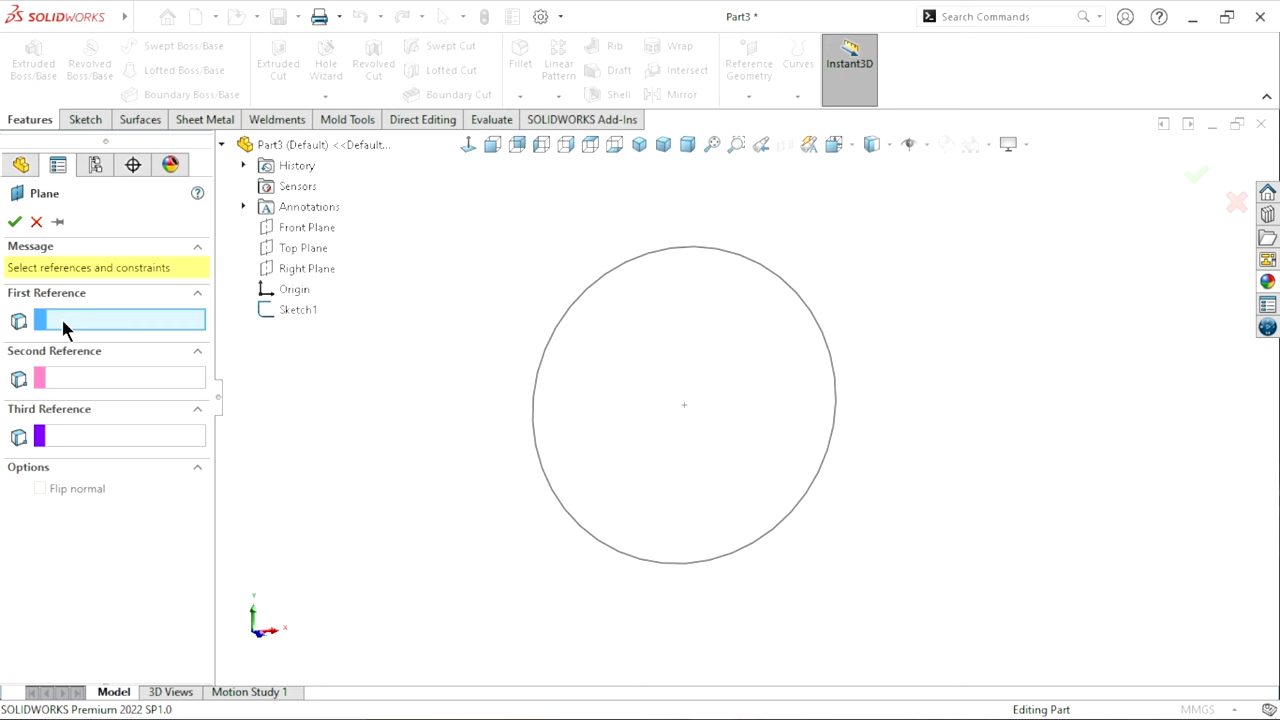 SOLIDWORKS
Part3 *
Search Commands
Extruded Boss/Base
Revolved Boss/Base
Swept Boss/Base
Lofted Boss/Base
Boundary Boss/Base
Extruded Cut
Hole Wizard
Revolved Cut
Swept Cut
Lofted Cut
Boundary Cut
Fillet
Linear Pattern
Rib
Draft
Shell
Wrap
Intersect
Mirror
Reference Geometry
Curves
Instant3D
Features
Sketch
Surfaces
Sheet Metal
Weldments
Mold Tools
Direct Editing
Evaluate
SOLIDWORKS Add-Ins
Plane
Message
Select references and constraints
First Reference
Second Reference
Third Reference
Options
Flip normal
Part3 (Default) <<Default...
History
Sensors
Annotations
Front Plane
Top Plane
Right Plane
Origin
Sketch1
Y
X
Model
3D Views
Motion Study 1
SOLIDWORKS Premium 2022 SP1.0
Editing Part
MMGS